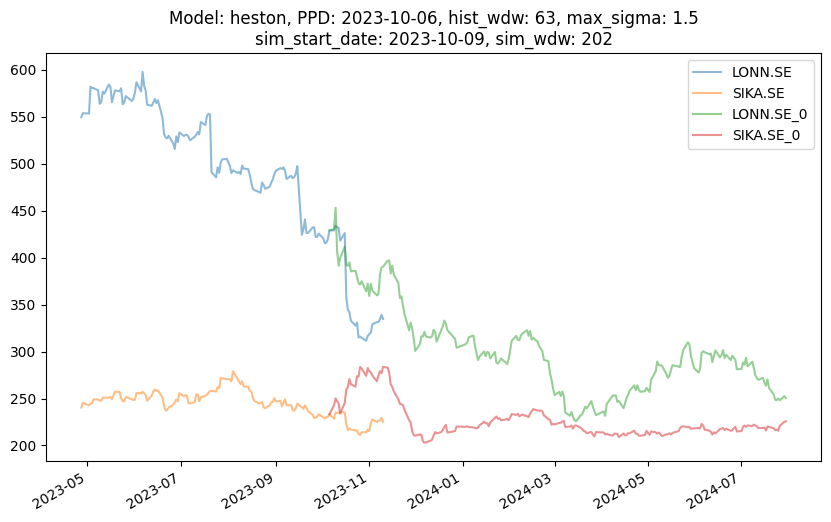 Model: heston, PPD: 2023-10-06, hist_wdw: 63, max_sigma: 1.5
sim_start_date: 2023-10-09, sim_wdw: 202
LONN.SE
SIKA.SE
LONN.SE_0
SIKA.SE_0
600
550
500
450
400
350
300
250
200
2023-05
2023-07
2023-09
2023-11
2024-01
2024-03
2024-05
2024-07